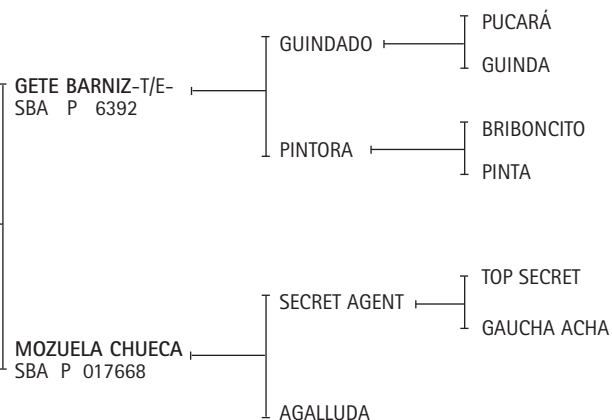 PUCARÁ
GUINDADO
GUINDA
GETE BARNIZ-T/E-
SBA P 6392
BRIBONCITO
PINTORA
PINTA
TOP SECRET
SECRET AGENT
GAUCHA ACHA
MOZUELA CHUECA
SBA P 017668
AGALLUDA